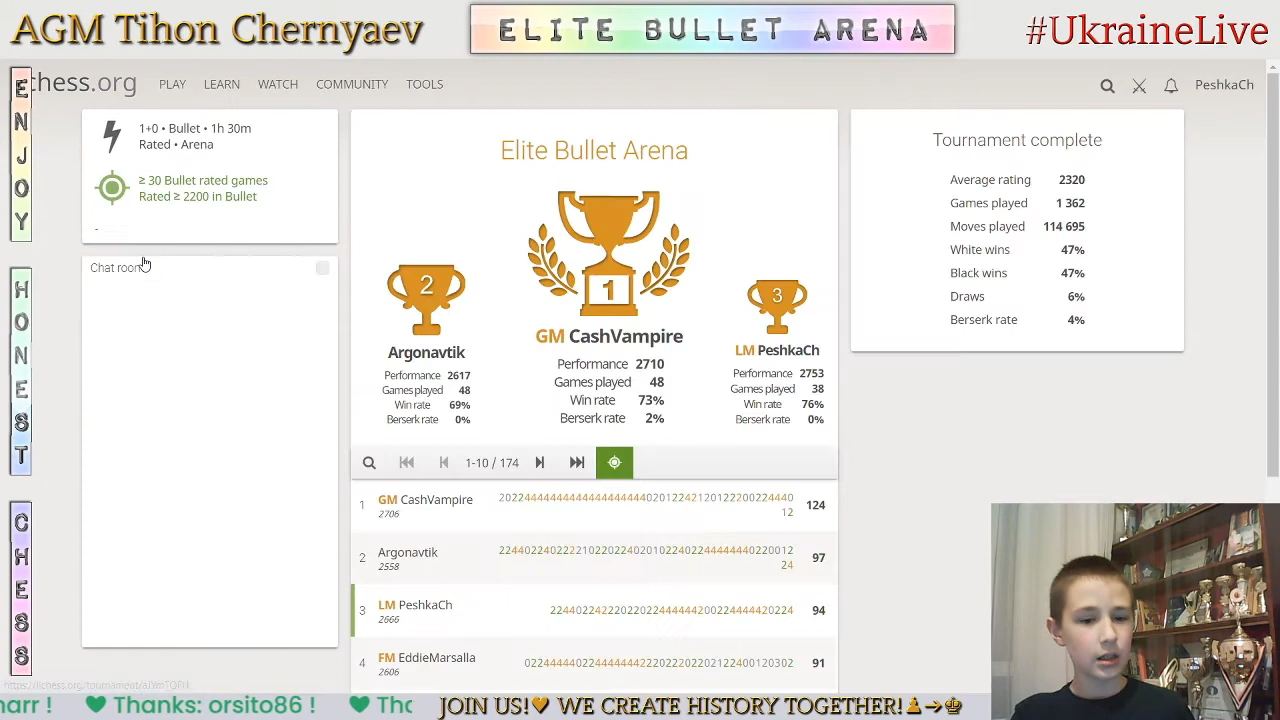 AGM Tihon Chernyaev
ELITE BULLET ARENA
#UkraineLive
ENJOY
HONEST
CHESS
chess.org
PLAY
LEARN
WATCH
COMMUNITY
TOOLS
PeshkaCh
1+0 • Bullet • 1h 30m
Rated • Arena
≥ 30 Bullet rated games
Rated ≥ 2200 in Bullet
Chat room
Elite Bullet Arena
2
Argonavtik
Performance 2617
Games played 48
Win rate 69%
Berserk rate 0%
1
GM CashVampire
Performance 2710
Games played 48
Win rate 73%
Berserk rate 2%
3
LM PeshkaCh
Performance 2753
Games played 38
Win rate 76%
Berserk rate 0%
1-10 / 174
1 GM CashVampire 124
2706
2 Argonavtik 97
2558
3 LM PeshkaCh 94
2666
4 FM EddieMarsalla 91
2606
Tournament complete
Average rating 2320
Games played 1 362
Moves played 114 695
White wins 47%
Black wins 47%
Draws 6%
Berserk rate 4%
Thanks: orsito86 !
JOIN US! WE CREATE HISTORY TOGETHER!